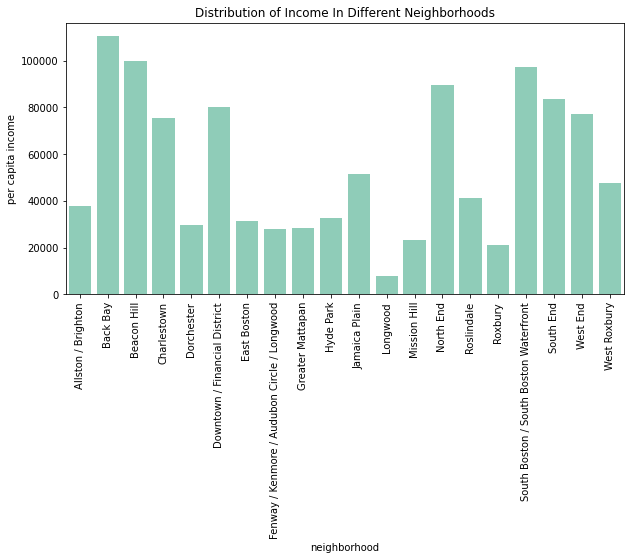 Distribution of Income In Different Neighborhoods
per capita income
100000
80000
60000
40000
20000
0
Allston / Brighton
Back Bay
Beacon Hill
Charlestown
Dorchester
Downtown / Financial District
East Boston
Fenway / Kenmore / Audubon Circle / Longwood
Greater Mattapan
Hyde Park
Jamaica Plain
Longwood
Mission Hill
North End
Roslindale
Roxbury
South Boston / South Boston Waterfront
South End
West End
West Roxbury
neighborhood